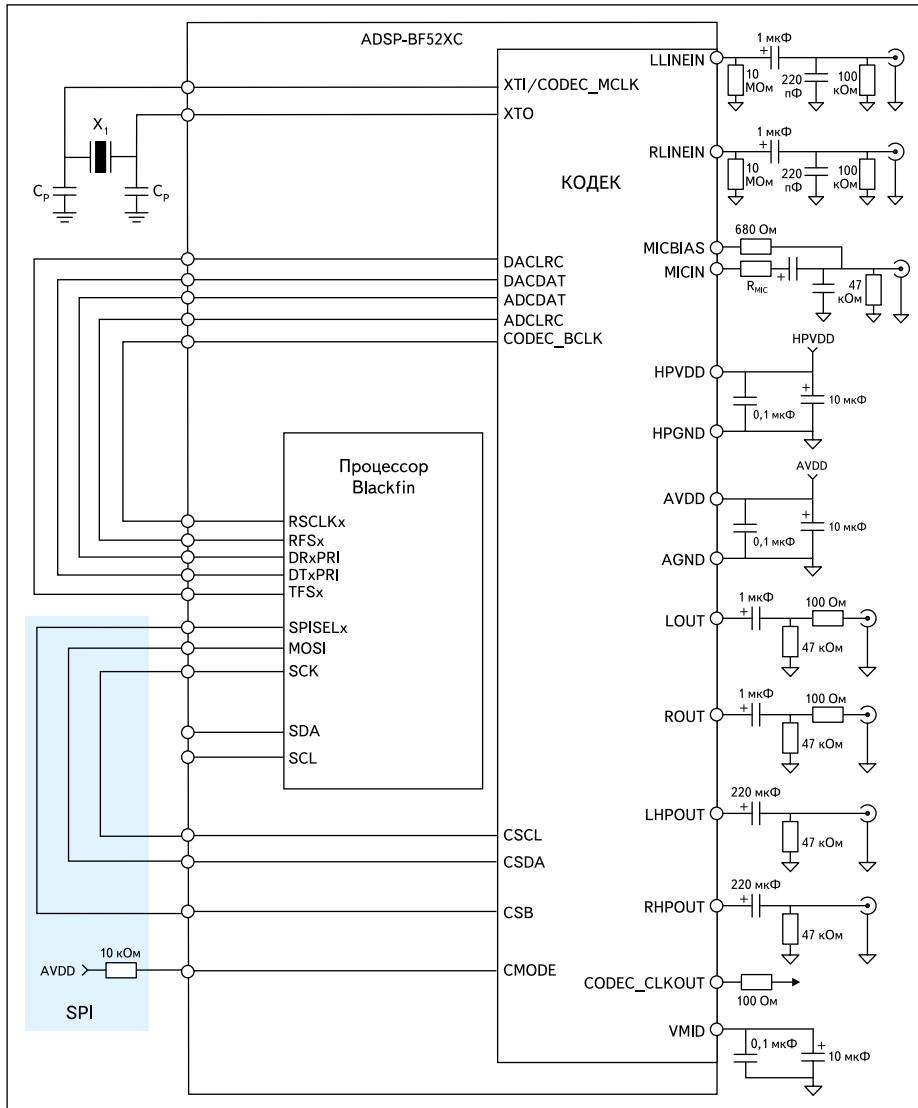 ADSP-BF52XC
XTI/CODEC_MCLK
XTO
X1
CP
CP
КОДЕК
DACLRC
DACDAT
ADCDAT
ADCLRC
CODEC_BCLK
Процессор
Blackfin
RSCLKx
RFSx
DRxPRI
DTxPRI
TFSx
SPISELx
MOSI
SCK
SDA
SCL
CSCL
CSDA
CSB
CMODE
10 кОм
AVDD
SPI
LLINEIN
1 мкФ
+
10
МОм
220
пФ
100
кОм
RLINEIN
1 мкФ
+
10
МОм
220
пФ
100
кОм
MICBIAS
680 Ом
MICIN
RMIC
+
47
кОм
HPVDD
HPVDD
0,1 мкФ
+
10 мкФ
HPGND
AVDD
AVDD
0,1 мкФ
+
10 мкФ
AGND
LOUT
1 мкФ
+
100 Ом
47 кОм
ROUT
1 мкФ
+
100 Ом
47 кОм
LHPOUT
220 мкФ
+
47 кОм
RHPOUT
220 мкФ
+
47 кОм
CODEC_CLKOUT
100 Ом
VMID
0,1 мкФ
+
10 мкФ